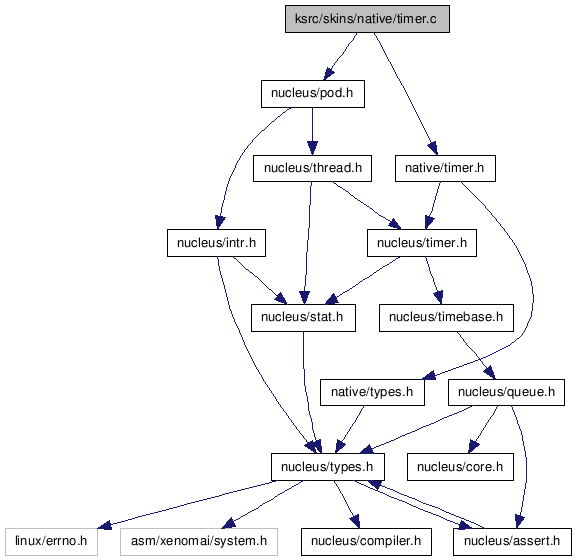 ksrc/skins/native/timer.c
nucleus/pod.h
nucleus/thread.h
native/timer.h
nucleus/intr.h
nucleus/timer.h
nucleus/stat.h
nucleus/timebase.h
native/types.h
nucleus/queue.h
nucleus/types.h
nucleus/core.h
linux/errno.h
asm/xenomai/system.h
nucleus/compiler.h
nucleus/assert.h